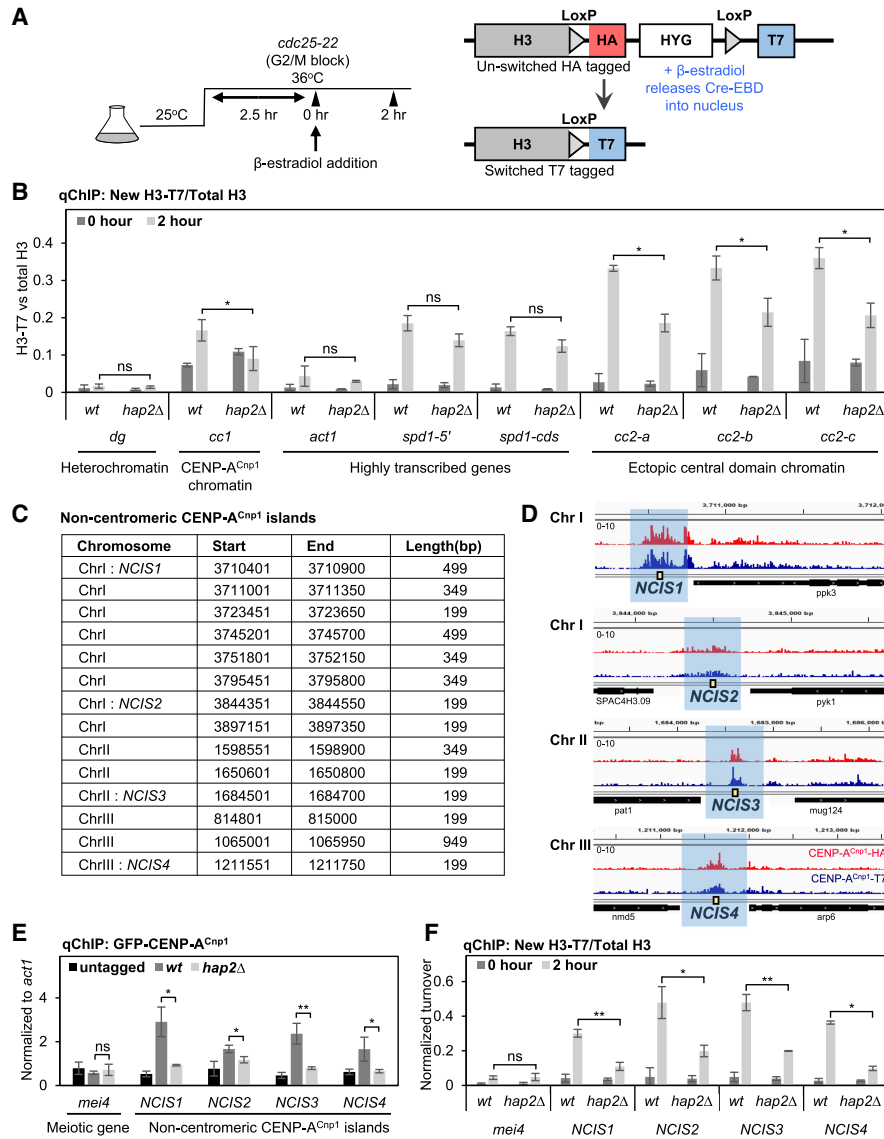 A
cdc25-22
(G2/M block)
36°C
25°C
2.5 hr
0 hr
2 hr
β-estradiol addition
LoxP
LoxP
H3
HA
HYG
T7
Un-switched HA tagged
+ β-estradiol
releases Cre-EBD
into nucleus
LoxP
H3
T7
Switched T7 tagged
B
qChIP: New H3-T7/Total H3
0 hour 2 hour
H3-T7 vs total H3
0.4
0.3
0.2
0.1
0
ns * ns ns ns * * *
wt hap2Δ wt hap2Δ wt hap2Δ wt hap2Δ wt hap2Δ wt hap2Δ wt hap2Δ wt hap2Δ
dg cc1 act1 spd1-5' spd1-cds cc2-a cc2-b cc2-c
Heterochromatin CENP-A^Cnp1 chromatin Highly transcribed genes Ectopic central domain chromatin
C
Non-centromeric CENP-A^Cnp1 islands
Chromosome Start End Length(bp)
ChrI : NCIS1 3710401 3710900 499
ChrI 3711001 3711350 349
ChrI 3723451 3723650 199
ChrI 3745201 3745700 499
ChrI 3751801 3752150 349
ChrI 3795451 3795800 349
ChrI : NCIS2 3844351 3844550 199
ChrI 3897151 3897350 199
ChrII 1598551 1598900 349
ChrII 1650601 1650800 199
ChrII : NCIS3 1684501 1684700 199
ChrIII 814801 815000 199
ChrIII 1065001 1065950 949
ChrIII : NCIS4 1211551 1211750 199
D
Chr I
3,711,000 bp 3,712,
0-10
NCIS1
ppk3
Chr I
3,844,000 bp 3,845,000 bp
0-10
NCIS2
SPAC4H3.09 pyk1
Chr II
bp 1,684,000 bp 1,685,000 bp 1,686,000 bp
0-10
NCIS3
pat1 mug124
Chr III
1,211,000 bp 1,212,000 bp 1,213,000 bp
0-10
CENP-A^Cnp1-HA
CENP-A^Cnp1-T7
NCIS4
nmd5 arp6
E
qChIP: GFP-CENP-A^Cnp1
untagged wt hap2Δ
Normalized to act1
4
2
0
ns * * ** *
mei4 NCIS1 NCIS2 NCIS3 NCIS4
Meiotic gene Non-centromeric CENP-A^Cnp1 islands
F
qChIP: New H3-T7/Total H3
0 hour 2 hour
Normalized turnover
0.6
0.4
0.2
0
ns ** * ** *
wt hap2Δ wt hap2Δ wt hap2Δ wt hap2Δ wt hap2Δ
mei4 NCIS1 NCIS2 NCIS3 NCIS4